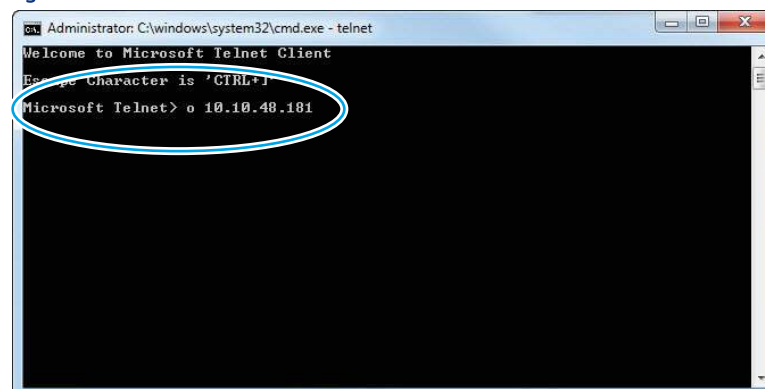 Administrator: C:\windows\system32\cmd.exe - telnet
Welcome to Microsoft Telnet Client
Escape Character is 'CTRL+]'
Microsoft Telnet> o 10.10.48.181